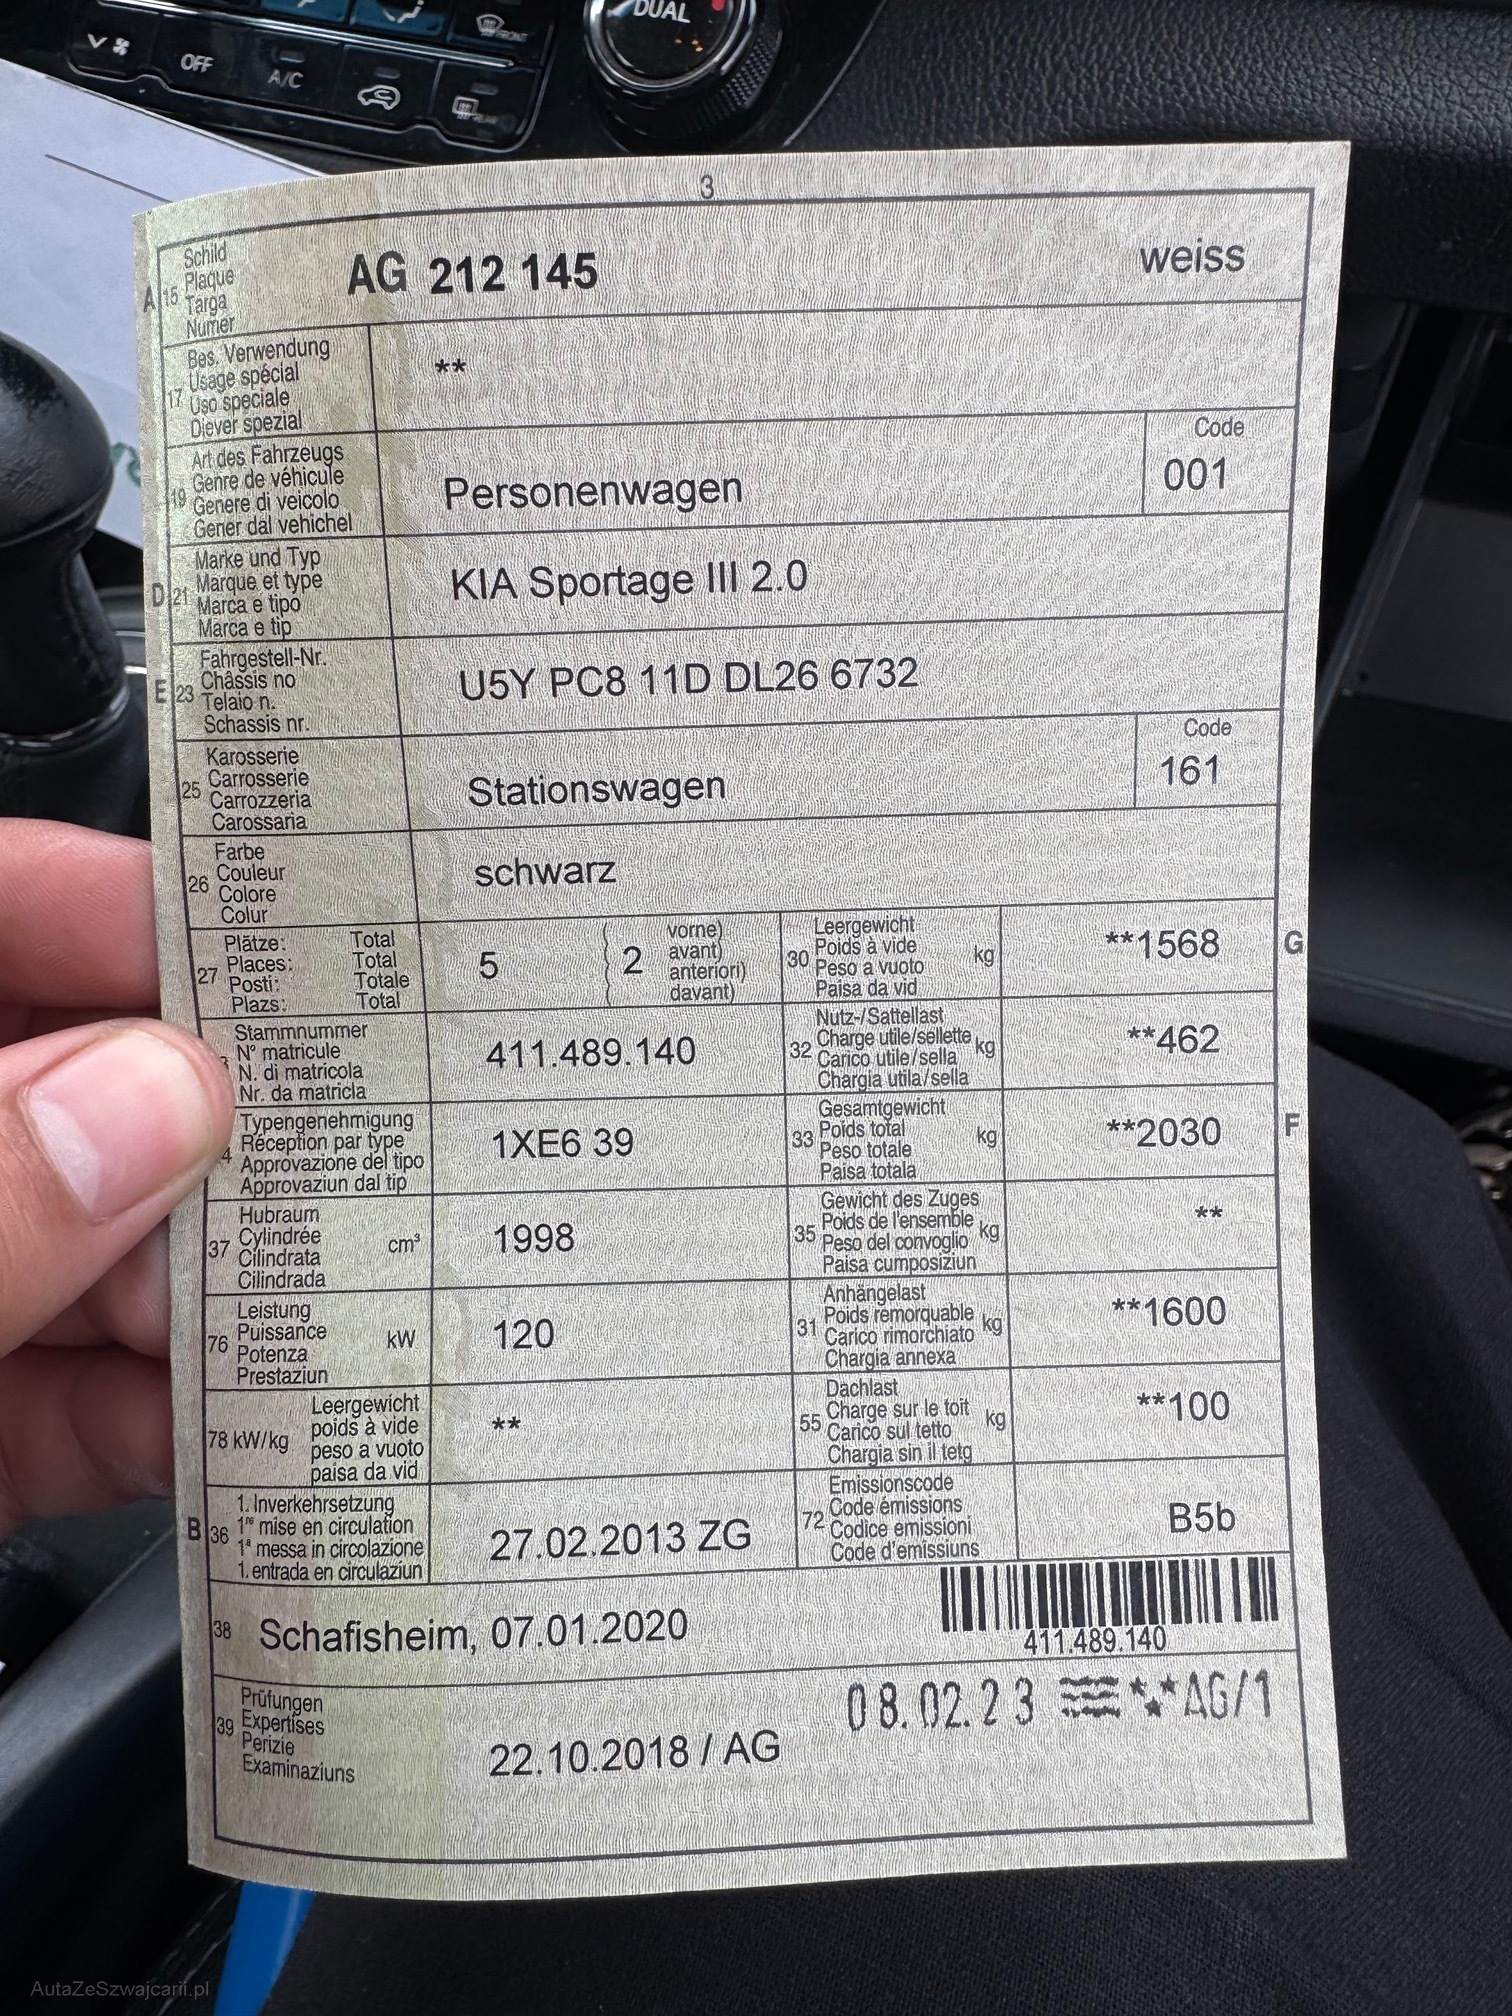 DUAL
FRONT
OFF
A/C
3
A 15 Schild
Plaque
Targa
Numer
AG 212 145
weiss
17 Bes. Verwendung
Usage spécial
Uso speciale
Diever spezial
**
19 Art des Fahrzeugs
Genre de véhicule
Genere di veicolo
Gener dal vehichel
Personenwagen
Code
001
D 21 Marke und Typ
Marque et type
Marca e tipo
Marca e tip
KIA Sportage III 2.0
E 23 Fahrgestell-Nr.
Châssis no
Telaio n.
Schassis nr.
U5Y PC8 11D DL26 6732
25 Karosserie
Carrosserie
Carrozzeria
Carossaria
Stationswagen
Code
161
26 Farbe
Couleur
Colore
Colur
schwarz
27 Plätze: Total
Places: Total
Posti: Totale
Plazs: Total
5 ( 2 vorne)
avant)
anteriori)
davant)
30 Leergewicht
Poids à vide
Peso a vuoto
Paisa da vid
kg
**1568
G
Stammnummer
N° matricule
N. di matricola
Nr. da matricla
411.489.140
32 Nutz-/Sattellast
Charge utile/sellette
Carico utile/sella
Chargia utila/sella
kg
**462
4 Typengenehmigung
Réception par type
Approvazione del tipo
Approvaziun dal tip
1XE6 39
33 Gesamtgewicht
Poids total
Peso totale
Paisa totala
kg
**2030
F
37 Hubraum
Cylindrée
Cilindrata
Cilindrada
cm³
1998
35 Gewicht des Zuges
Poids de l'ensemble
Peso del convoglio
Paisa cumposiziun
kg
**
76 Leistung
Puissance
Potenza
Prestaziun
kW
120
31 Anhängelast
Poids remorquable
Carico rimorchiato
Chargia annexa
kg
**1600
78 kW/kg Leergewicht
poids à vide
peso a vuoto
paisa da vid
**
55 Dachlast
Charge sur le toit
Carico sul tetto
Chargia sin il tetg
kg
**100
B 36 1. Inverkehrsetzung
1re mise en circulation
1a messa in circolazione
1. entrada en circulaziun
27.02.2013 ZG
72 Emissionscode
Code émissions
Codice emissioni
Code d'emissiuns
B5b
38 Schafisheim, 07.01.2020
411.489.140
39 Prüfungen
Expertises
Perizie
Examinaziuns
08.02.23 AG/1
22.10.2018 / AG
AutaZeSzwajcarii.pl